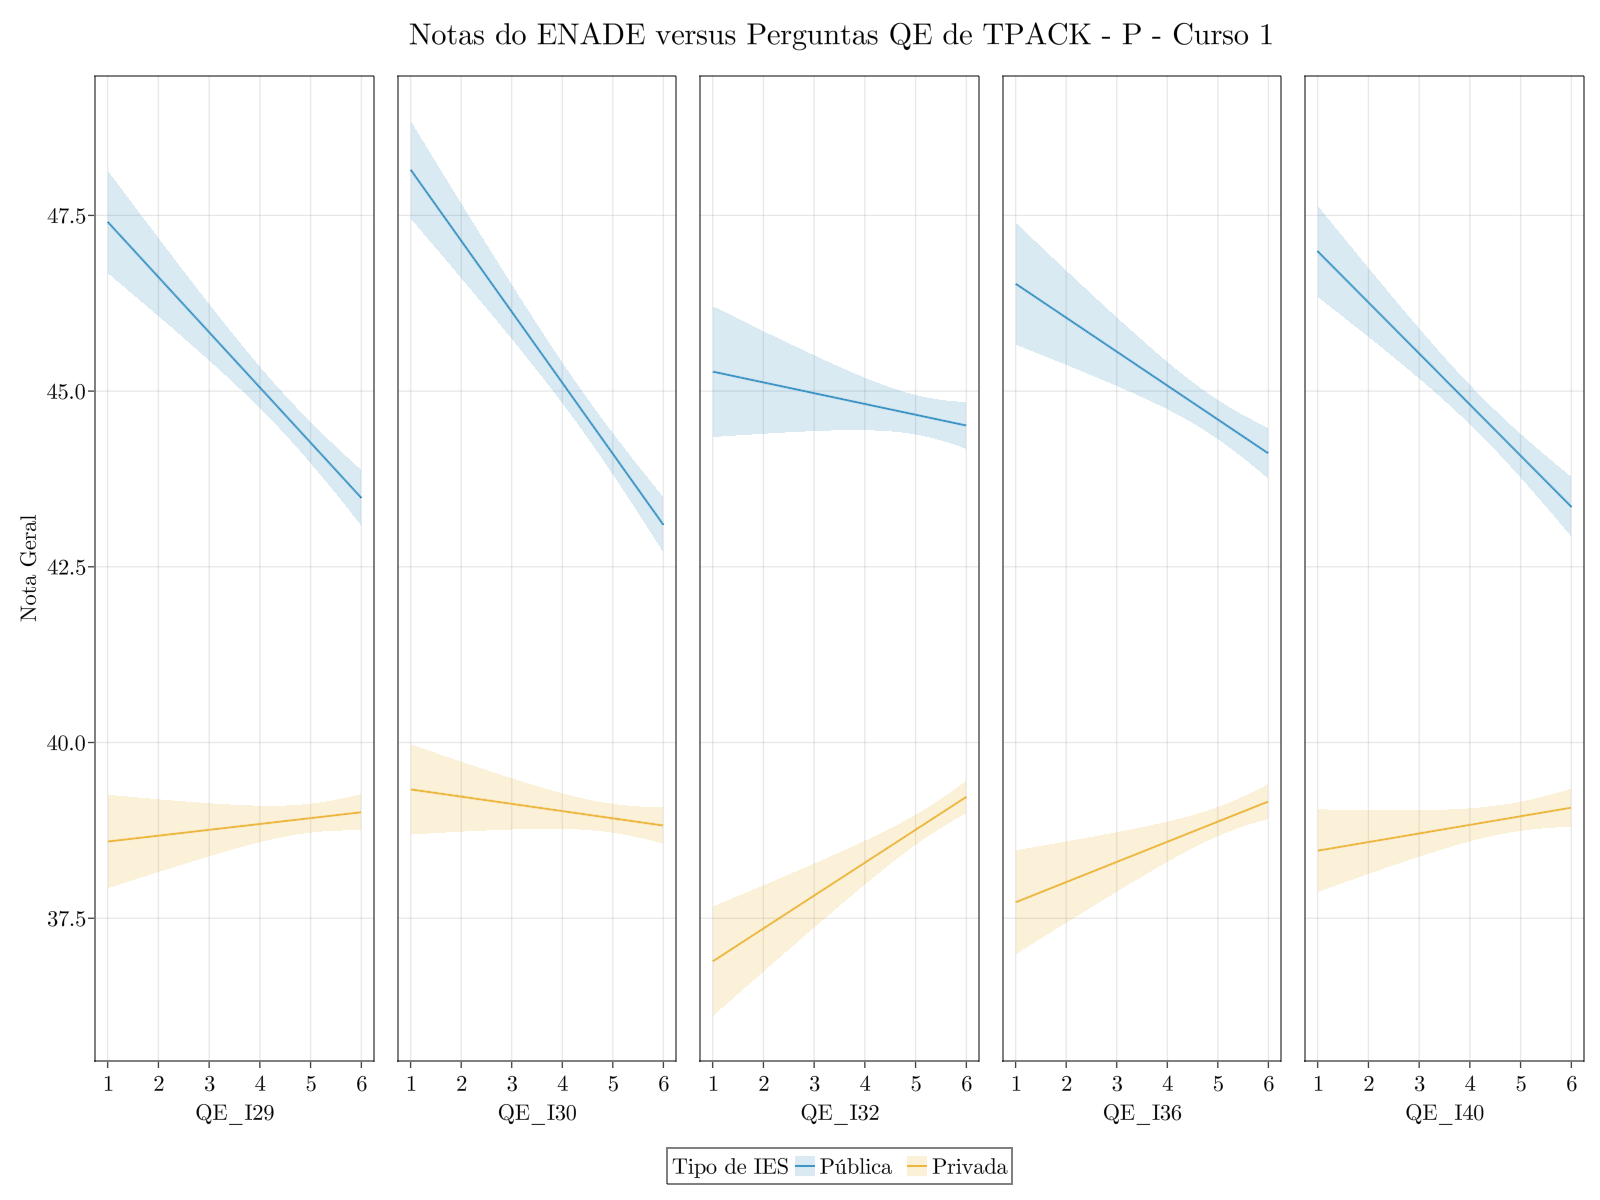 Notas do ENADE versus Perguntas QE de TPACK - P - Curso 1
Nota Geral
47.5
45.0
42.5
40.0
37.5
1 2 3 4 5 6
QE_I29
1 2 3 4 5 6
QE_I30
1 2 3 4 5 6
QE_I32
1 2 3 4 5 6
QE_I36
1 2 3 4 5 6
QE_I40
Tipo de IES Pública Privada